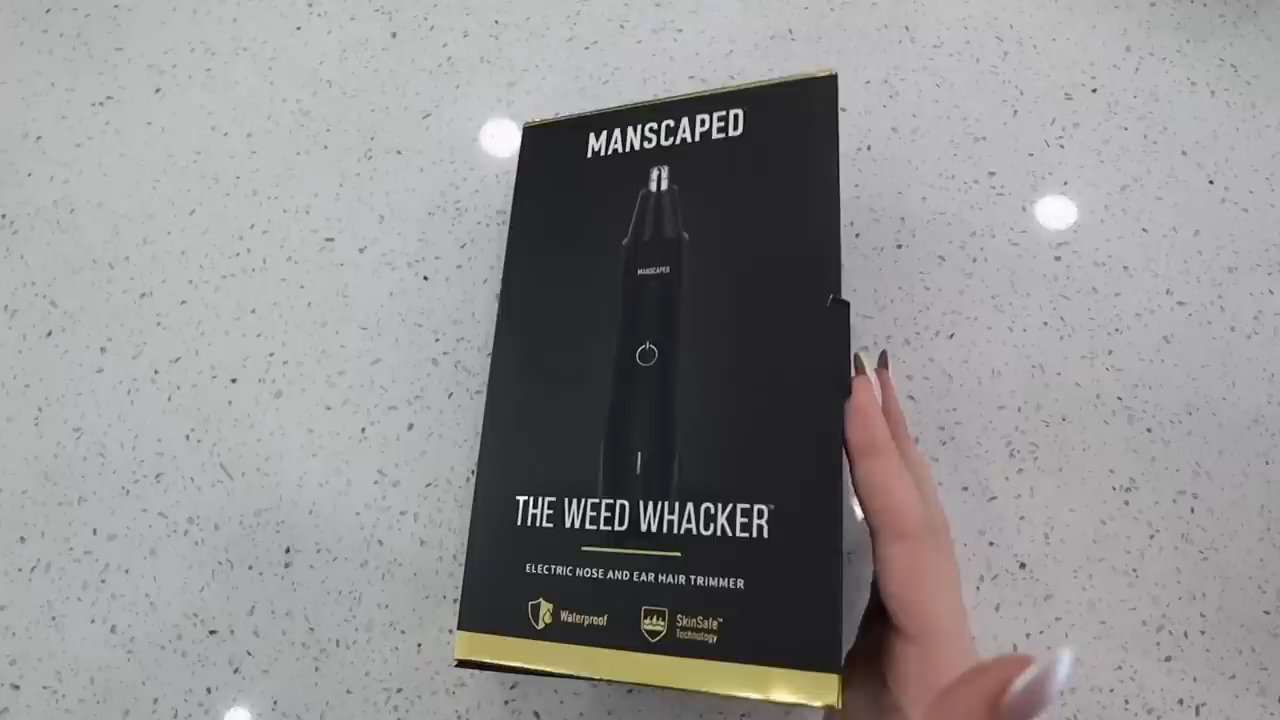 MANSCAPED
MANSCAPED
THE WEED WHACKER™
ELECTRIC NOSE AND EAR HAIR TRIMMER
Waterproof
SkinSafe™
Technology